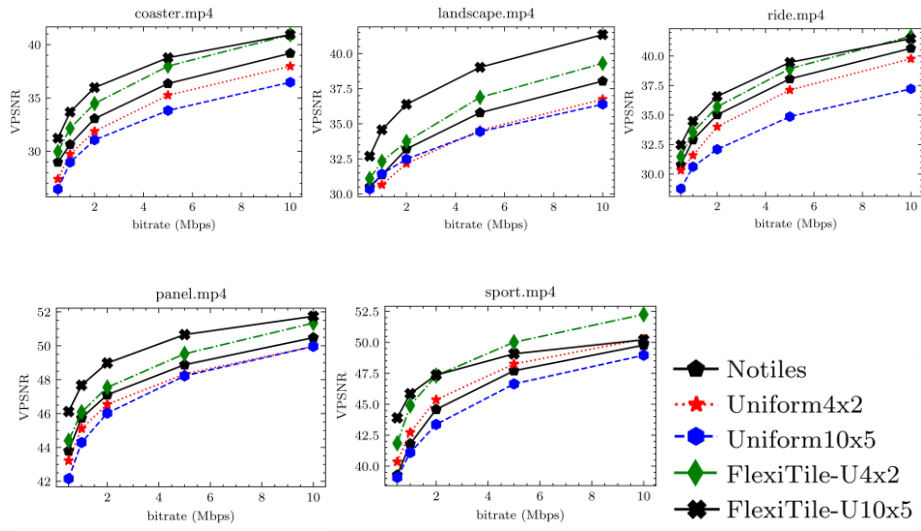 coaster.mp4
40
35
30
VPSNR
2 4 6 8 10
bitrate (Mbps)
landscape.mp4
40.0
37.5
35.0
32.5
30.0
VPSNR
2 4 6 8 10
bitrate (Mbps)
ride.mp4
40.0
37.5
35.0
32.5
30.0
VPSNR
2 4 6 8 10
bitrate (Mbps)
panel.mp4
52
50
48
46
44
42
VPSNR
2 4 6 8 10
bitrate (Mbps)
sport.mp4
52.5
50.0
47.5
45.0
42.5
40.0
VPSNR
2 4 6 8 10
bitrate (Mbps)
Notiles
Uniform4x2
Uniform10x5
FlexiTile-U4x2
FlexiTile-U10x5